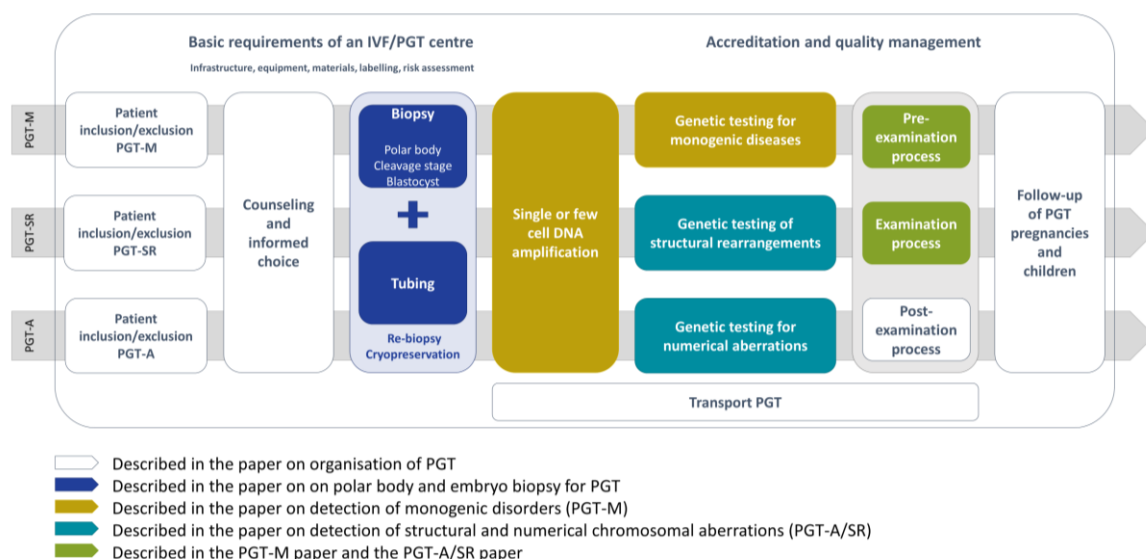 Basic requirements of an IVF/PGT centre
Infrastructure, equipment, materials, labelling, risk assessment
Accreditation and quality management
PGT-M
Patient
inclusion/exclusion
PGT-M
PGT-SR
Patient
inclusion/exclusion
PGT-SR
PGT-A
Patient
inclusion/exclusion
PGT-A
Counseling
and
informed
choice
Biopsy
Polar body
Cleavage stage
Blastocyst
+
Tubing
Re-biopsy
Cryopreservation
Single or few
cell DNA
amplification
Genetic testing for
monogenic diseases
Genetic testing of
structural rearrangements
Genetic testing for
numerical aberrations
Pre-
examination
process
Examination
process
Post-
examination
process
Follow-up
of PGT
pregnancies
and
children
Transport PGT
Described in the paper on organisation of PGT
Described in the paper on on polar body and embryo biopsy for PGT
Described in the paper on detection of monogenic disorders (PGT-M)
Described in the paper on detection of structural and numerical chromosomal aberrations (PGT-A/SR)
Described in the PGT-M paper and the PGT-A/SR paper